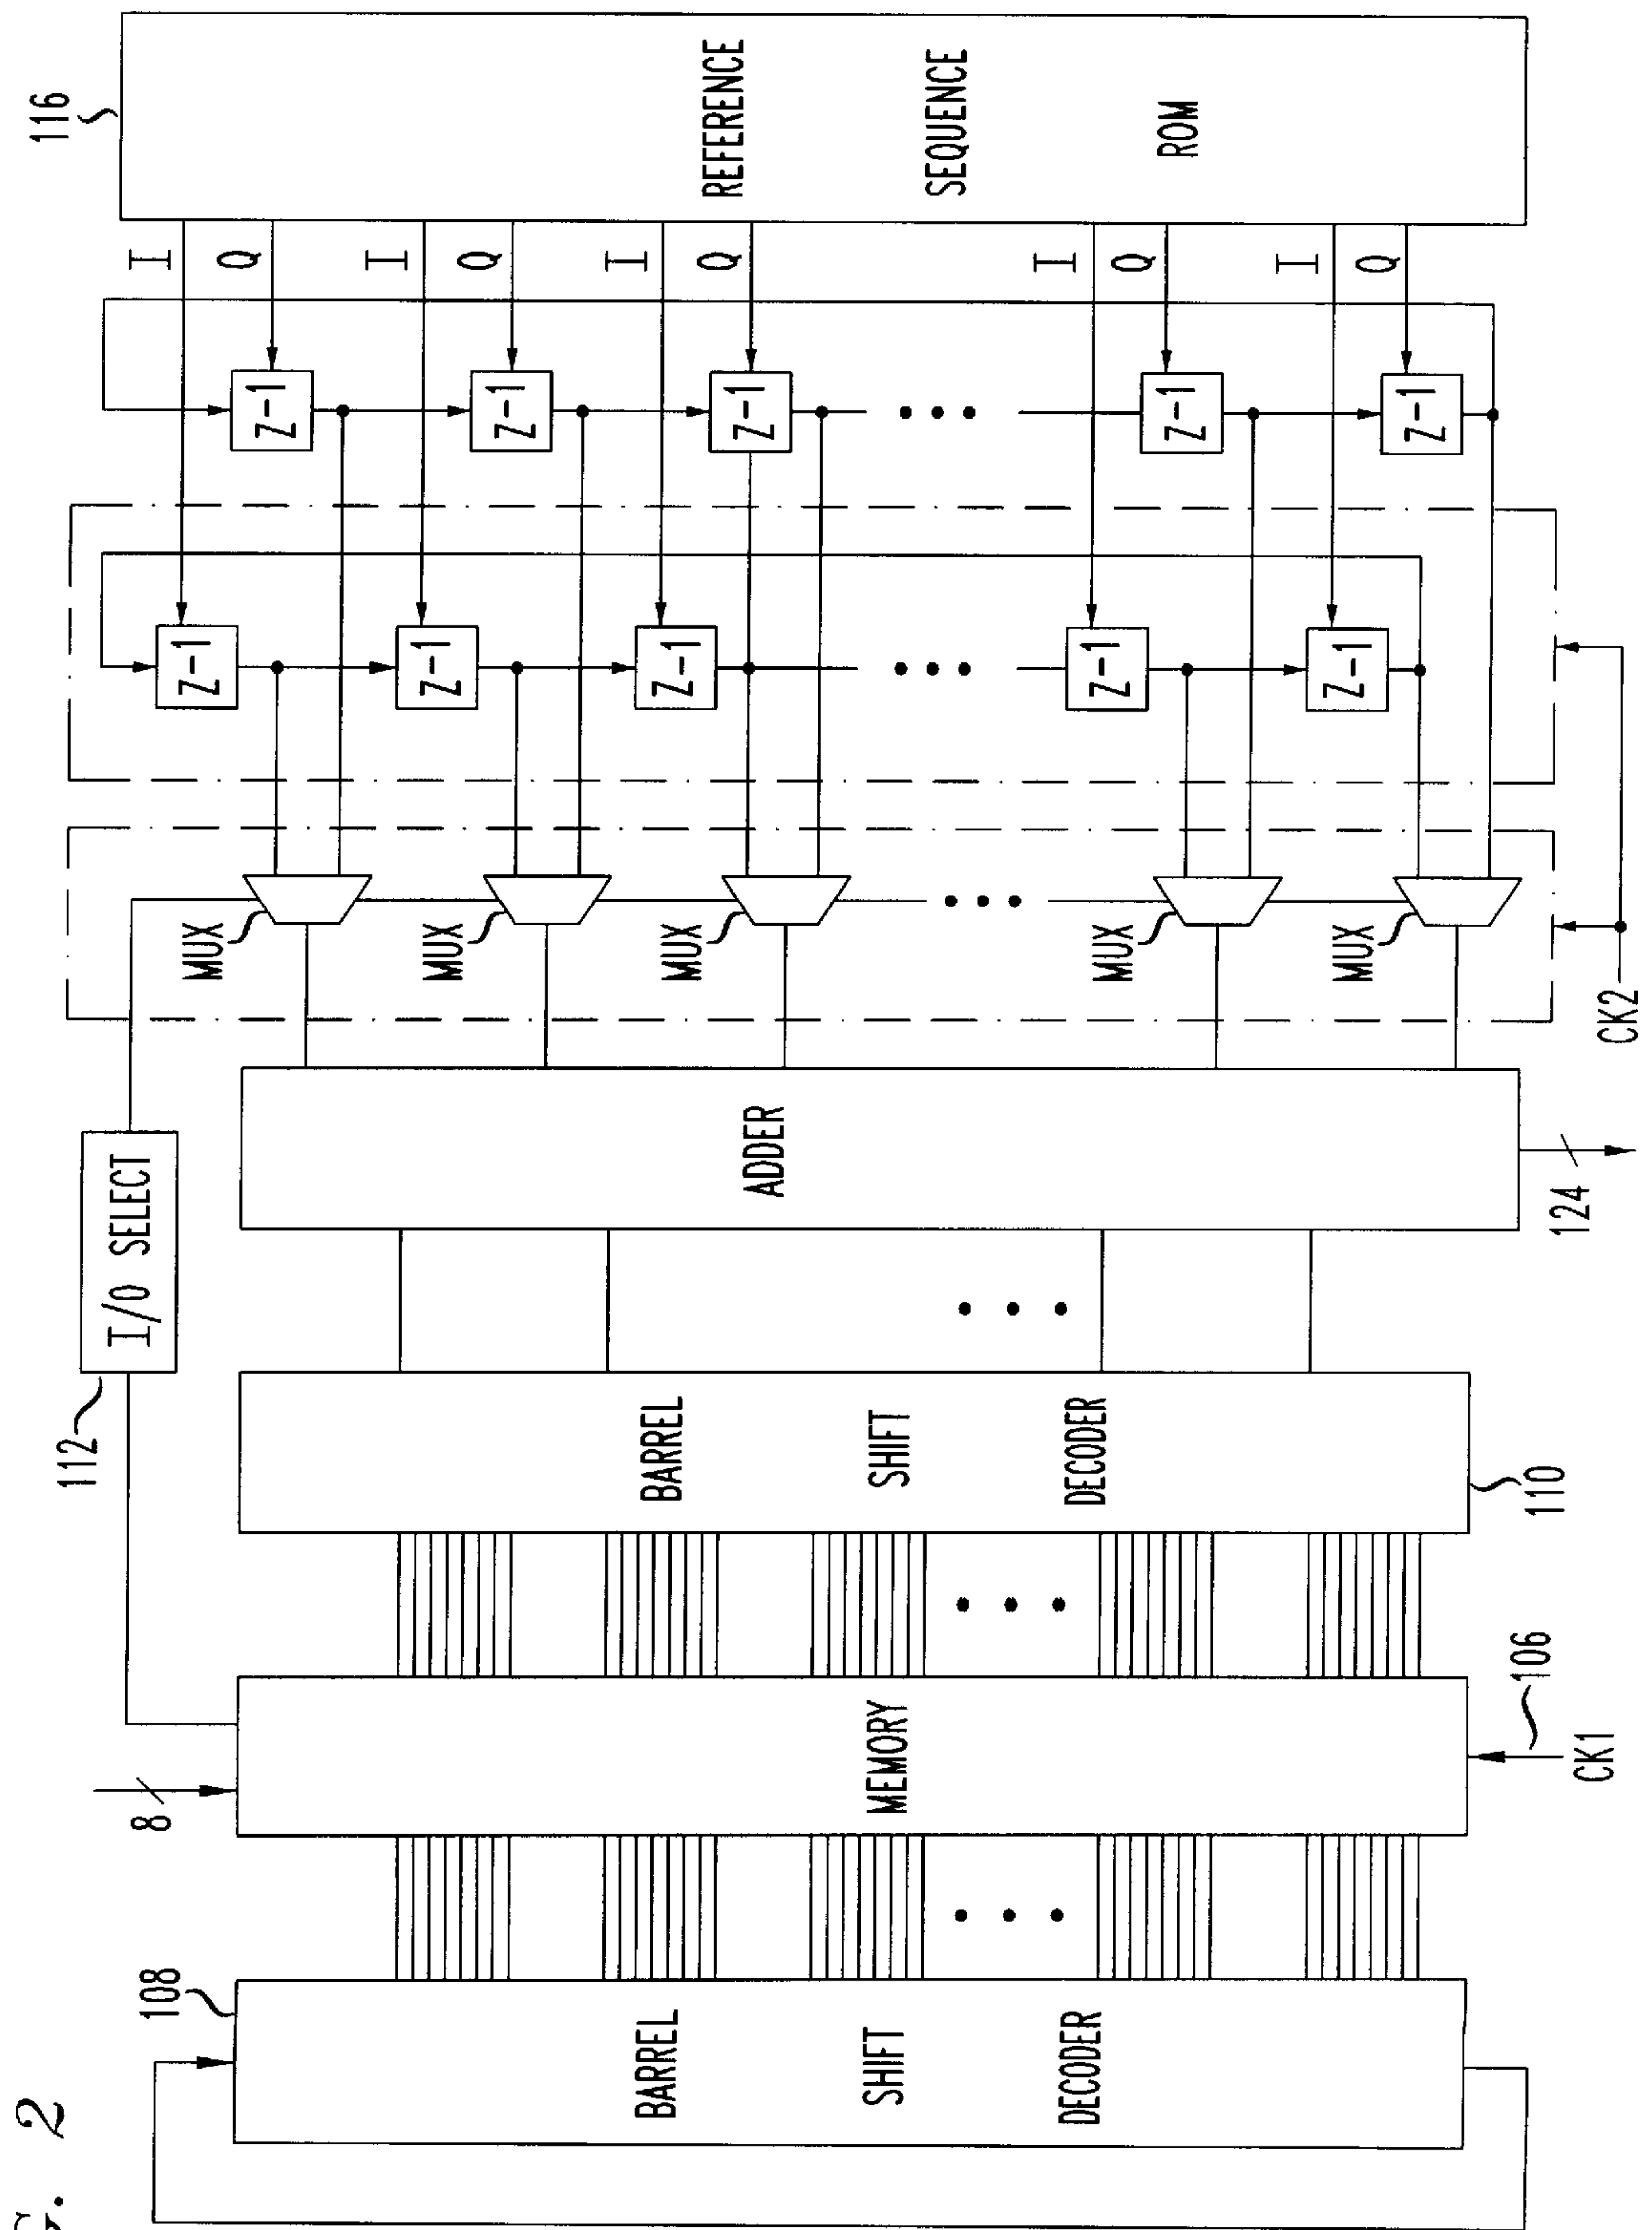 G. 2
108
BARREL
SHIFT
DECODER
8
MEMORY
CK1
106
BARREL
SHIFT
DECODER
110
112
I/O SELECT
ADDER
124
MUX
MUX
MUX
MUX
MUX
CK2
Z-1
Z-1
Z-1
Z-1
Z-1
Z-1
Z-1
Z-1
Z-1
Z-1
I
Q
I
Q
I
Q
I
Q
I
Q
116
REFERENCE
SEQUENCE
ROM